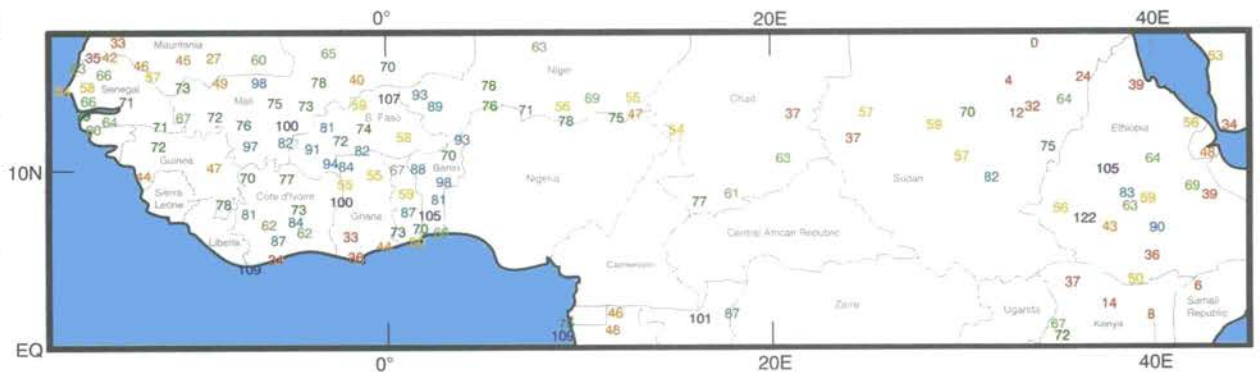 0° 20E 40E
33 Mauritania 65 63 0
35 42 46 45 27 60 70 Niger 53
66 57 24
58 Senegal 73 49 98 78 40 78 4 39
Mali 107 93 69 55 Chad 64
66 71 75 73 59 89 76 71 56 47 37 57 70 12 32
64 67 72 B. Faso 78 75 Ethiopia 56 34
71 76 100 81 74 54 59
72 97 82 91 72 82 58 93 37 75 48
Guinea 70 63 57 64
10N 44 47 94 84 67 88 Benin Nigeria Sudan 82 105
70 77 55 59 98 69
Sierra Leone Côte d'Ivoire 100 59 81 77 61 83 59 39
78 81 73 84 Ghana 87 105 56 122 63
62 62 70 Central African Republic 43 90
Liberia 87 33 73 66
34 36 44 Cameroon 36
109 37 50
6
46 101 87 Zaire Uganda 14 8 Somali Republic
48 67 Kenya
EQ 109 72
0° 20E 40E